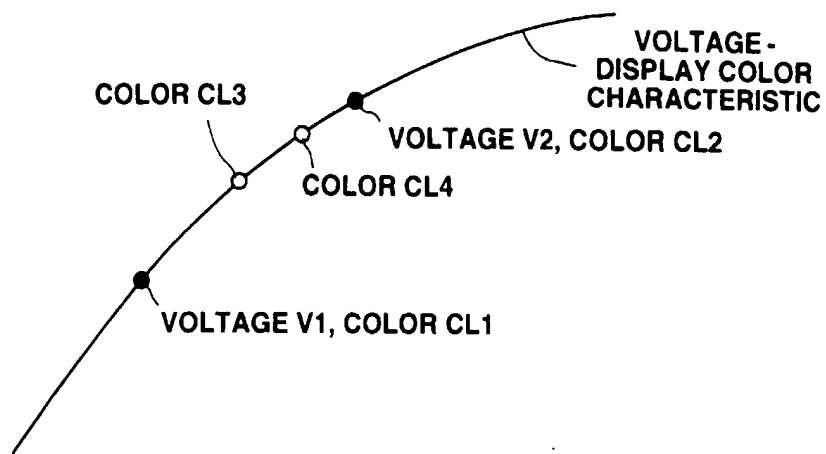 VOLTAGE -
DISPLAY COLOR
CHARACTERISTIC
COLOR CL3
VOLTAGE V2, COLOR CL2
COLOR CL4
VOLTAGE V1, COLOR CL1